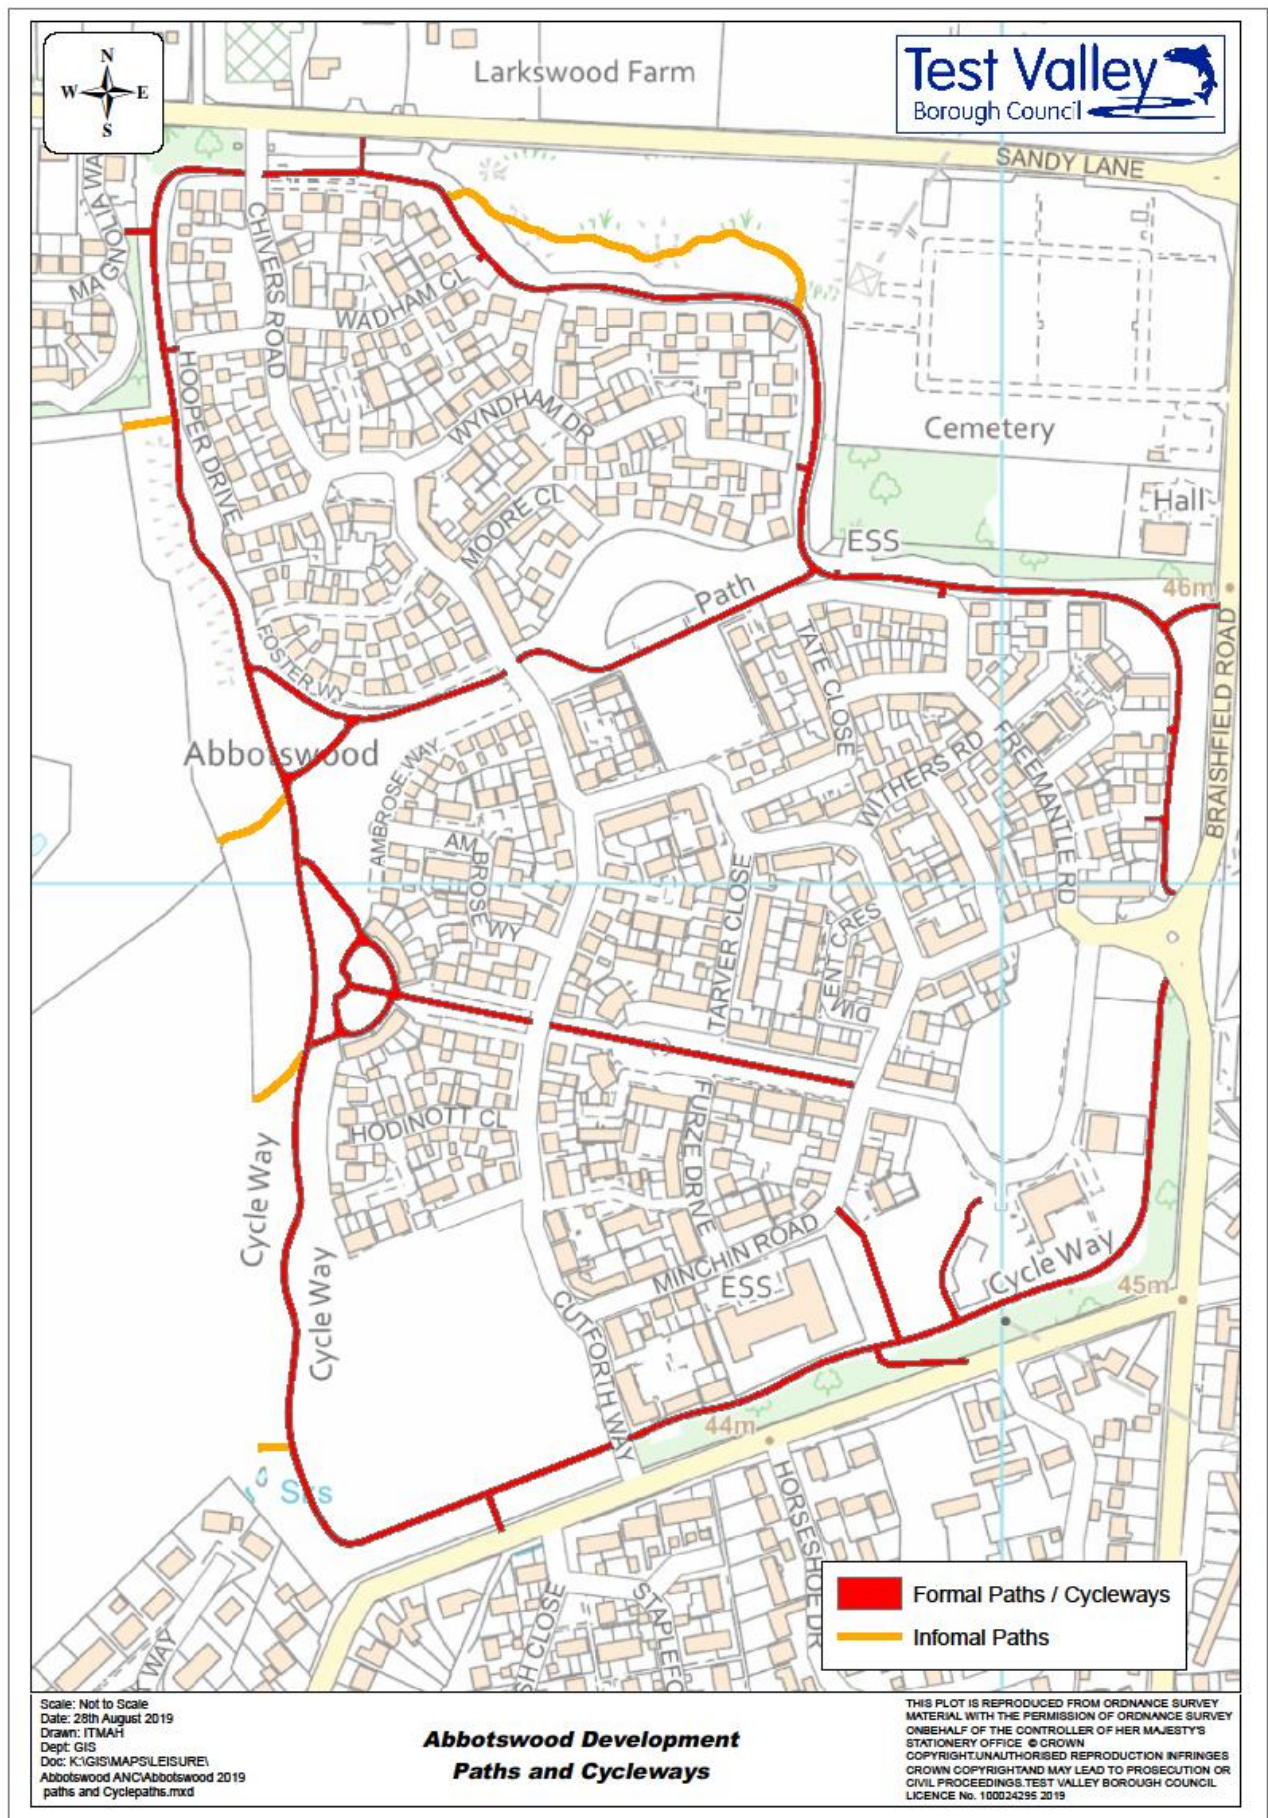 N
W E
S
Larkswood Farm
Test Valley
Borough Council
SANDY LANE
MAGNOLIA WA
CHIVERS ROAD
WADHAM CL
HOOPER DRIVE
WYNDHAM DR
Cemetery
MOORE CL
Hall
ESS
Path
46m
FOSTER WY
TATE CLOSE
BRAISHFIELD ROAD
Abbotswood
AMBROSE WAY
WITHERS RD
FREEMANTLE RD
AMBROSE WY
TARVER CLOSE
DIMENT CRES
HODINOTT CL
FURZE DRIVE
Cycle Way
Cycle Way
MINCHIN ROAD
ESS
Cycle Way
45m
CUTFORTH WAY
44m
Sks
HORSESHOE DR
SH CLOSE
STAPLEFO
K WAY
Formal Paths / Cycleways
Infomal Paths
Scale: Not to Scale
Date: 28th August 2019
Drawn: ITMAH
Dept: GIS
Doc: K:\GIS\MAPS\LEISURE\
Abbotswood ANC\Abbotswood 2019
paths and Cyclepaths.mxd
Abbotswood Development
Paths and Cycleways
THIS PLOT IS REPRODUCED FROM ORDNANCE SURVEY
MATERIAL WITH THE PERMISSION OF ORDNANCE SURVEY
ONBEHALF OF THE CONTROLLER OF HER MAJESTY'S
STATIONERY OFFICE © CROWN
COPYRIGHT.UNAUTHORISED REPRODUCTION INFRINGES
CROWN COPYRIGHTAND MAY LEAD TO PROSECUTION OR
CIVIL PROCEEDINGS.TEST VALLEY BOROUGH COUNCIL
LICENCE No. 100024295 2019